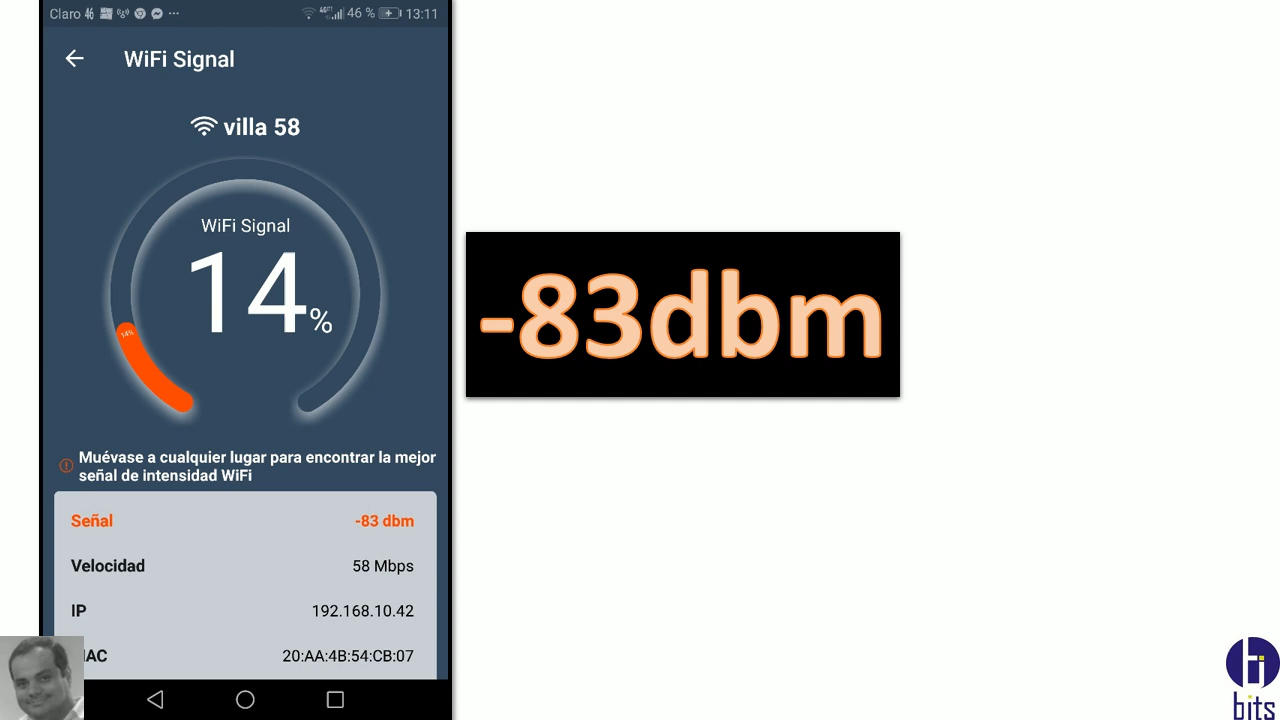 Claro 46 46 % 13:11
WiFi Signal
villa 58
WiFi Signal
14%
14%
Muévase a cualquier lugar para encontrar la mejor
señal de intensidad WiFi
Señal -83 dbm
Velocidad 58 Mbps
IP 192.168.10.42
AC 20:AA:4B:54:CB:07
-83dbm
bits